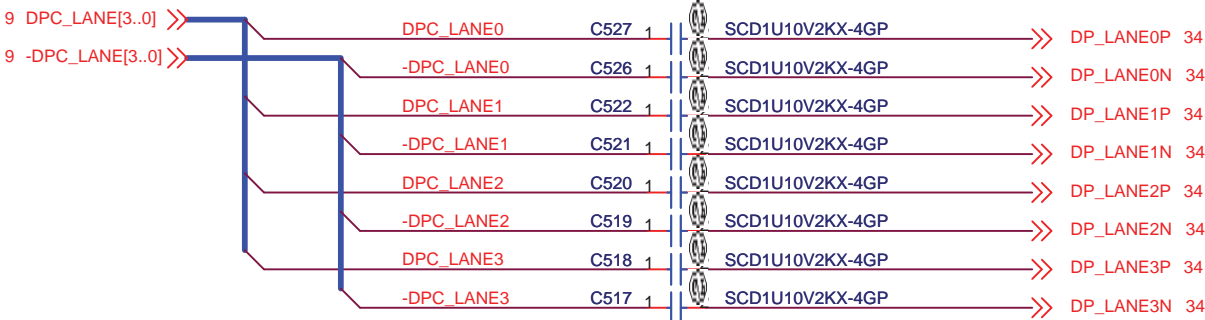 9 DPC_LANE[3..0]
9 -DPC_LANE[3..0]
DPC_LANE0 C527 1 SCD1U10V2KX-4GP DP_LANE0P 34
-DPC_LANE0 C526 1 SCD1U10V2KX-4GP DP_LANE0N 34
DPC_LANE1 C522 1 SCD1U10V2KX-4GP DP_LANE1P 34
-DPC_LANE1 C521 1 SCD1U10V2KX-4GP DP_LANE1N 34
DPC_LANE2 C520 1 SCD1U10V2KX-4GP DP_LANE2P 34
-DPC_LANE2 C519 1 SCD1U10V2KX-4GP DP_LANE2N 34
DPC_LANE3 C518 1 SCD1U10V2KX-4GP DP_LANE3P 34
-DPC_LANE3 C517 1 SCD1U10V2KX-4GP DP_LANE3N 34